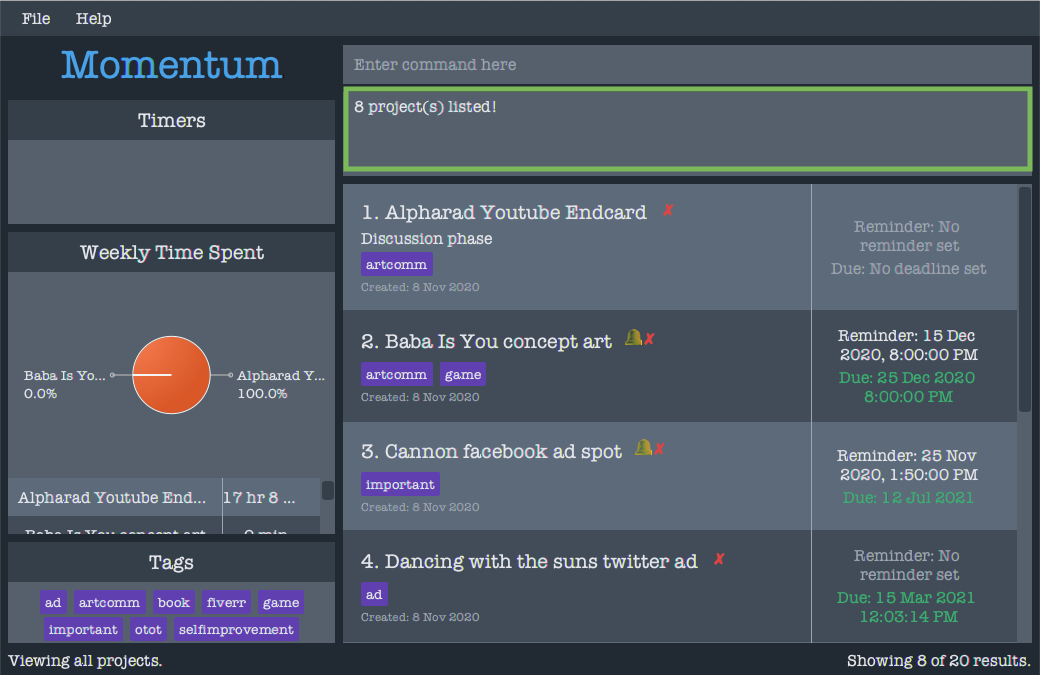 File Help
Momentum
Enter command here
8 project(s) listed!
Timers
Weekly Time Spent
Baba Is Yo...
0.0%
Alpharad Y...
100.0%
Alpharad Youtube End... 17 hr 8 ...
Baba Is You concept art 0 min
Tags
ad artcomm book fiverr game
important otot selfimprovement
1. Alpharad Youtube Endcard ✗
Discussion phase
artcomm
Created: 8 Nov 2020
Reminder: No
reminder set
Due: No deadline set
2. Baba Is You concept art ✗
artcomm game
Created: 8 Nov 2020
Reminder: 15 Dec
2020, 8:00:00 PM
Due: 25 Dec 2020
8:00:00 PM
3. Cannon facebook ad spot ✗
important
Created: 8 Nov 2020
Reminder: 25 Nov
2020, 1:50:00 PM
Due: 12 Jul 2021
4. Dancing with the suns twitter ad ✗
ad
Created: 8 Nov 2020
Reminder: No
reminder set
Due: 15 Mar 2021
12:03:14 PM
Viewing all projects.
Showing 8 of 20 results.